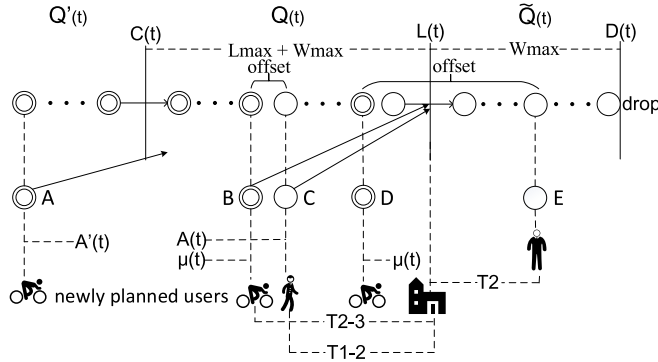 Q'(t) Q(t) Q̃(t)
C(t) L(t) D(t)
Lmax + Wmax Wmax
offset offset
drop
A B C D E
A'(t) A(t)
μ(t) μ(t)
T2
newly planned users
T2-3
T1-2